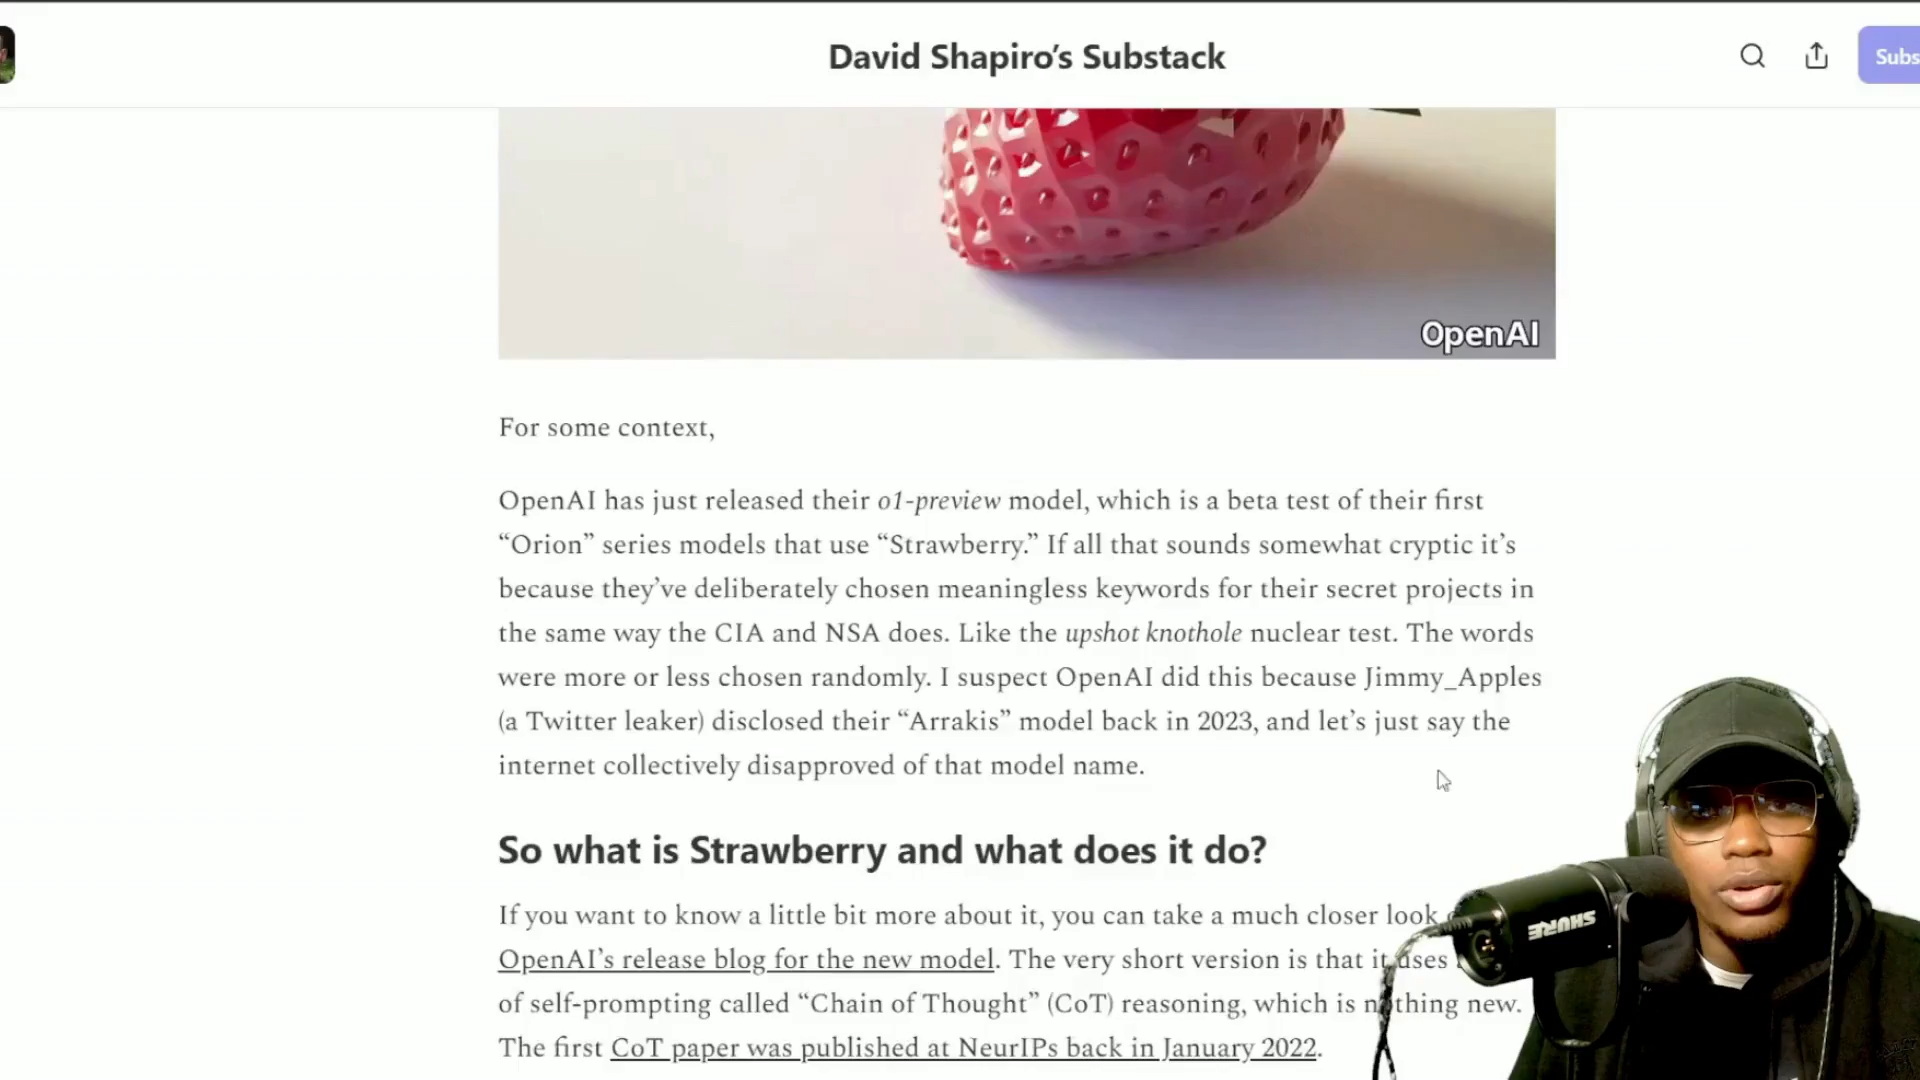 David Shapiro’s Substack
Subs
OpenAI
For some context,
OpenAI has just released their o1-preview model, which is a beta test of their first
“Orion” series models that use “Strawberry.” If all that sounds somewhat cryptic it’s
because they’ve deliberately chosen meaningless keywords for their secret projects in
the same way the CIA and NSA does. Like the upshot knothole nuclear test. The words
were more or less chosen randomly. I suspect OpenAI did this because Jimmy_Apples
(a Twitter leaker) disclosed their “Arrakis” model back in 2023, and let’s just say the
internet collectively disapproved of that model name.
So what is Strawberry and what does it do?
If you want to know a little bit more about it, you can take a much closer look
OpenAI’s release blog for the new model. The very short version is that it uses
of self-prompting called “Chain of Thought” (CoT) reasoning, which is nothing new.
The first CoT paper was published at NeurIPs back in January 2022.
SHURE